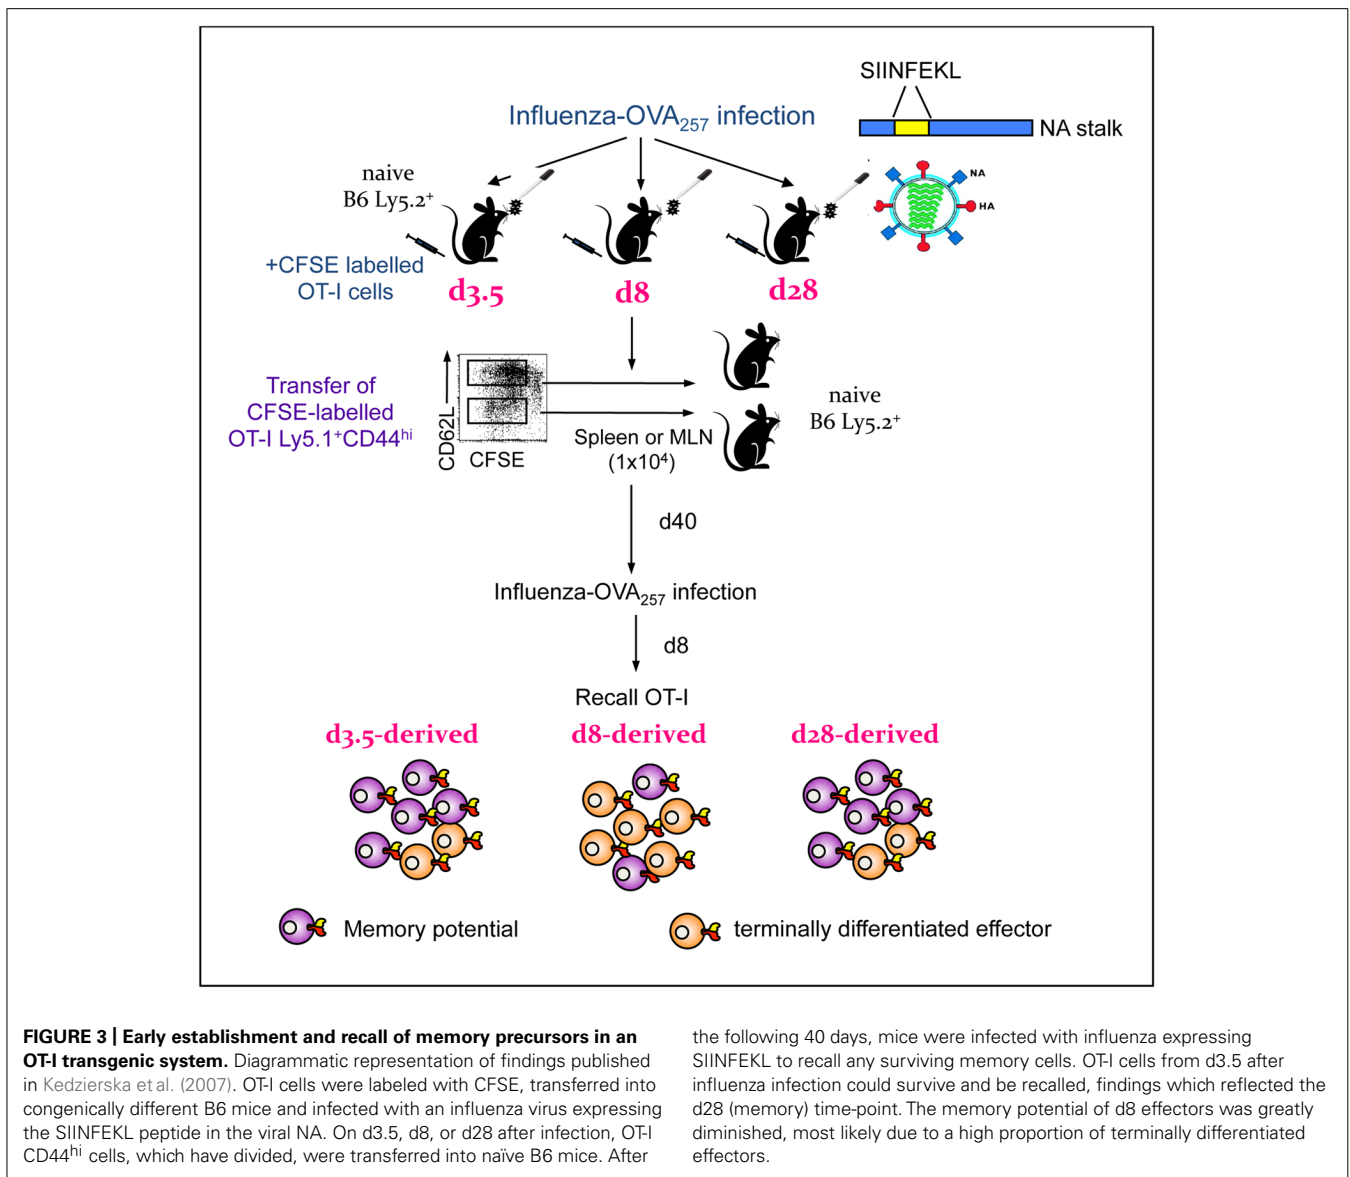 SIINFEKL
Influenza-OVA257 infection
NA stalk
naive
B6 Ly5.2+
NA
HA
+CFSE labelled
OT-I cells
d3.5
d8
d28
Transfer of
CFSE-labelled
OT-I Ly5.1+CD44hi
CD62L
CFSE
Spleen or MLN
(1x10⁴)
naive
B6 Ly5.2+
d40
Influenza-OVA257 infection
d8
Recall OT-I
d3.5-derived
d8-derived
d28-derived
Memory potential
terminally differentiated effector
FIGURE 3 | Early establishment and recall of memory precursors in an
OT-I transgenic system. Diagrammatic representation of findings published
in Kedzierska et al. (2007). OT-I cells were labeled with CFSE, transferred into
congenically different B6 mice and infected with an influenza virus expressing
the SIINFEKL peptide in the viral NA. On d3.5, d8, or d28 after infection, OT-I
CD44hi cells, which have divided, were transferred into naïve B6 mice. After
the following 40 days, mice were infected with influenza expressing
SIINFEKL to recall any surviving memory cells. OT-I cells from d3.5 after
influenza infection could survive and be recalled, findings which reflected the
d28 (memory) time-point. The memory potential of d8 effectors was greatly
diminished, most likely due to a high proportion of terminally differentiated
effectors.